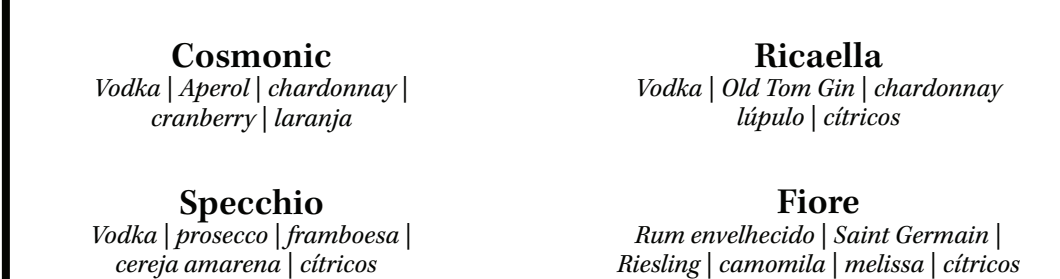 Cosmonic
Vodka | Aperol | chardonnay |
cranberry | laranja
Specchio
Vodka | prosecco | framboesa |
cereja amarena | cítricos
Ricaella
Vodka | Old Tom Gin | chardonnay
lúpulo | cítricos
Fiore
Rum envelhecido | Saint Germain |
Riesling | camomila | melissa | cítricos